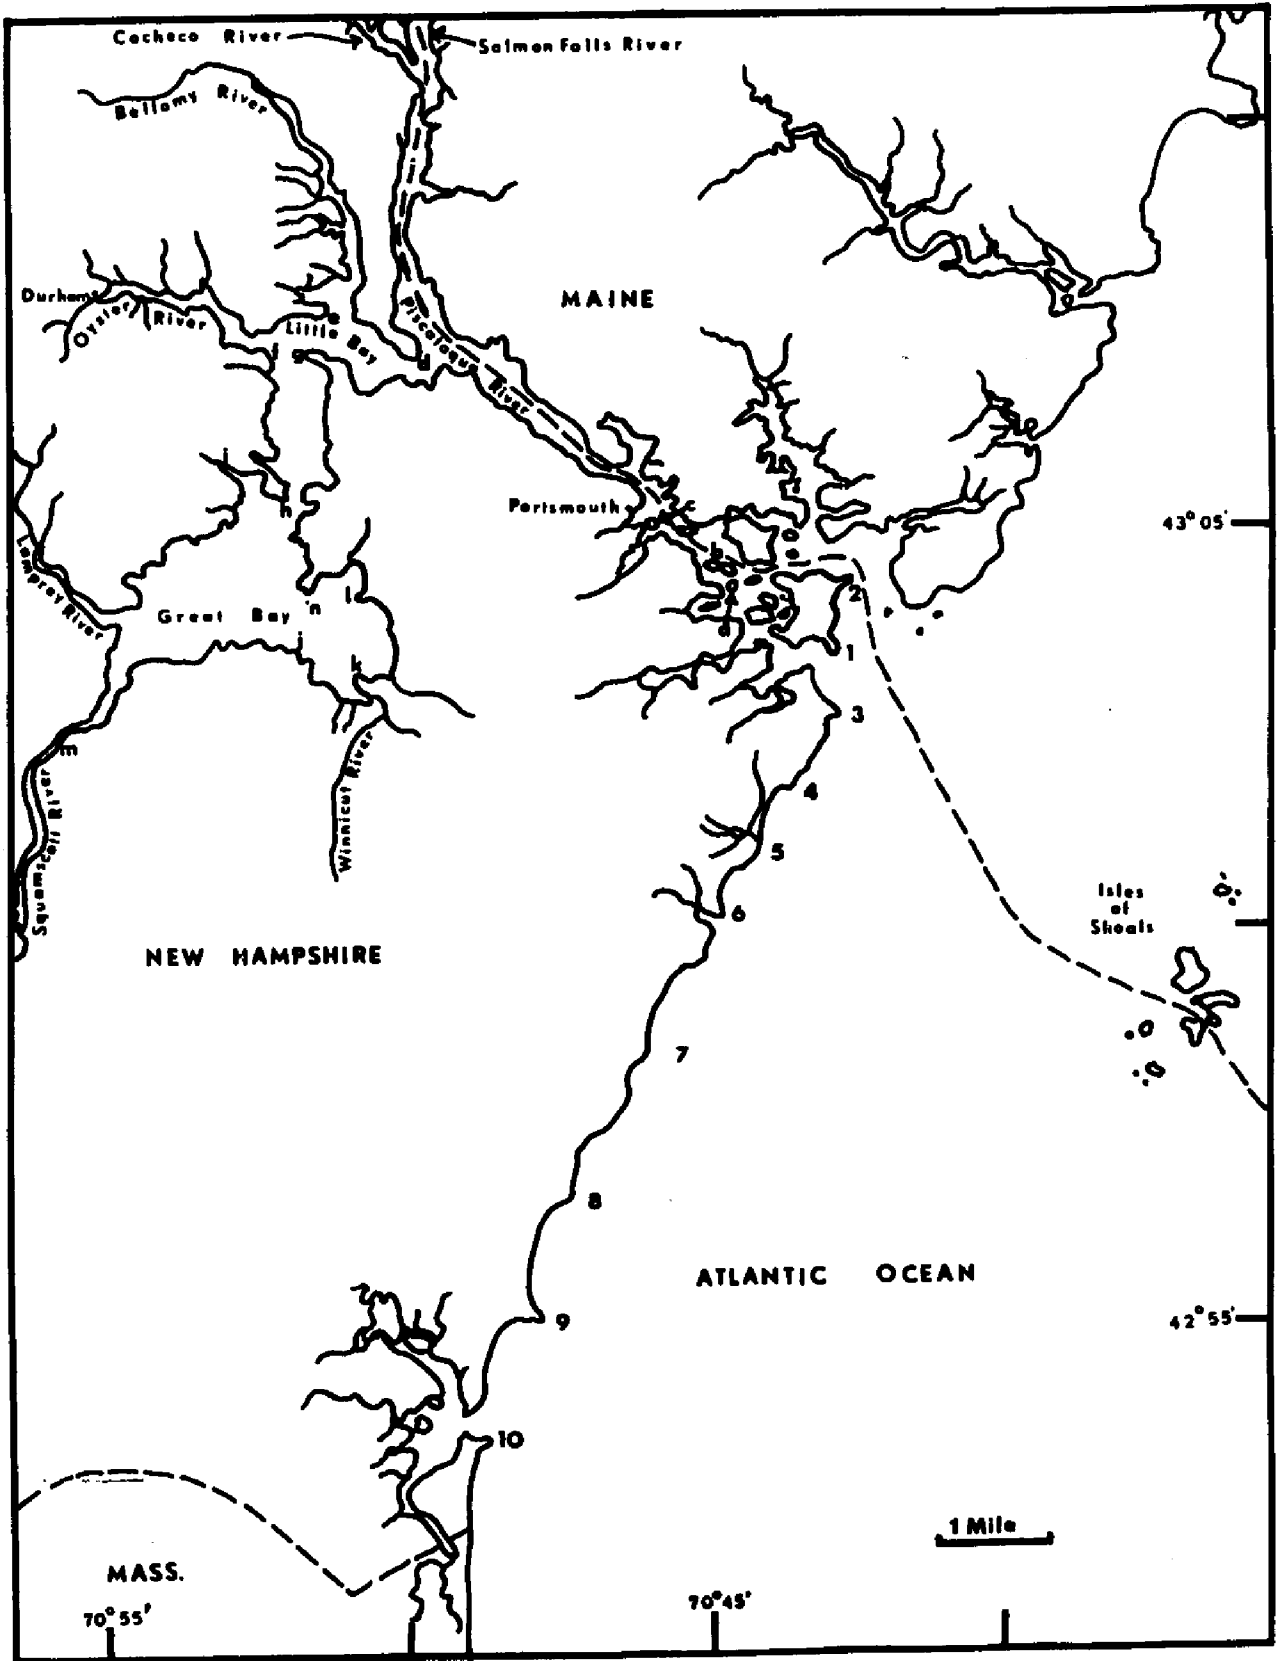 Cocheco River
Salmon Falls River
Bellamy River
i
MAINE
Durham
Oyster River
e
Little Bay
Piscataqua River
f
g
d
i
h
Portsmouth
c
43° 05'
b
2
Lamprey River
Great Bay
n
l
j
a
1
k
3
m
Winnicut River
4
Squamscott River
5
Isles
of
Shoals
6
NEW HAMPSHIRE
7
8
ATLANTIC OCEAN
9
42° 55'
10
1 Mile
MASS.
70° 55'
70° 45'